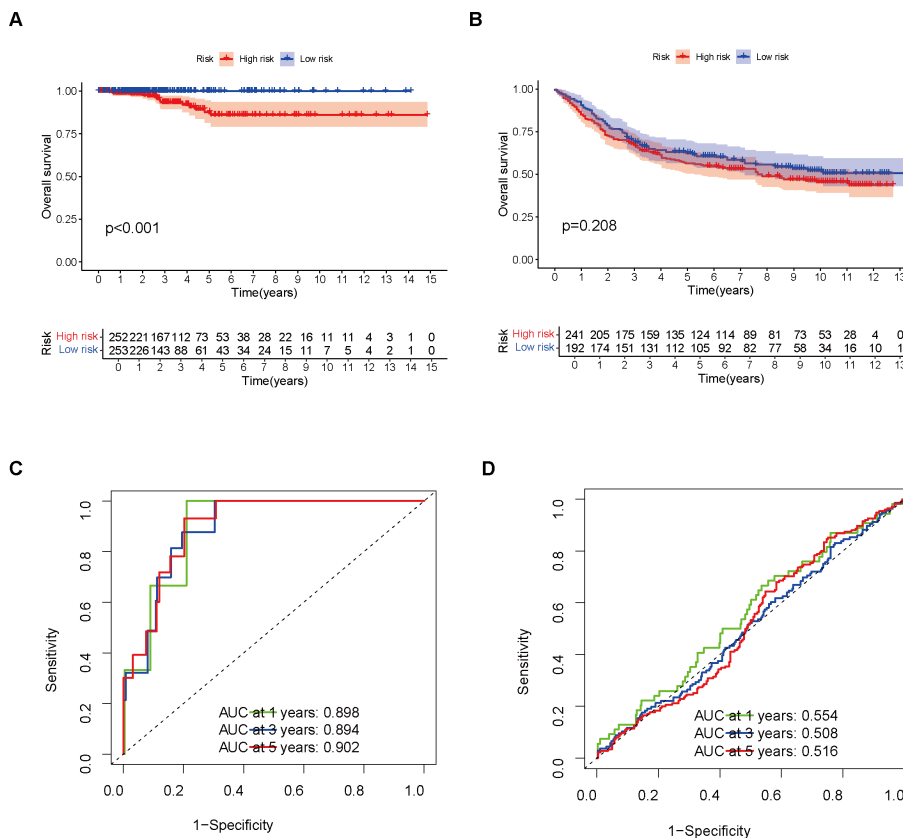 A
Risk High risk Low risk
Overall survival
1.00
0.75
0.50
0.25
0.00
p<0.001
0 1 2 3 4 5 6 7 8 9 10 11 12 13 14 15
Time(years)
Risk
High risk 252 221 167 112 73 53 38 28 22 16 11 11 4 3 1 0
Low risk 253 226 143 88 61 43 34 24 15 11 7 5 4 2 1 0
0 1 2 3 4 5 6 7 8 9 10 11 12 13 14 15
Time(years)
B
Risk High risk Low risk
Overall survival
1.00
0.75
0.50
0.25
0.00
p=0.208
0 1 2 3 4 5 6 7 8 9 10 11 12 13
Time(years)
Risk
High risk 241 205 175 159 135 124 114 89 81 73 53 28 4 0
Low risk 192 174 151 131 112 105 92 82 77 58 34 16 10 1
0 1 2 3 4 5 6 7 8 9 10 11 12 13
Time(years)
C
Sensitivity
1.0
0.8
0.6
0.4
0.2
0.0
AUC at 1 years: 0.898
AUC at 3 years: 0.894
AUC at 5 years: 0.902
0.0 0.2 0.4 0.6 0.8 1.0
1−Specificity
D
Sensitivity
1.0
0.8
0.6
0.4
0.2
0.0
AUC at 1 years: 0.554
AUC at 3 years: 0.508
AUC at 5 years: 0.516
0.0 0.2 0.4 0.6 0.8 1.0
1−Specificity